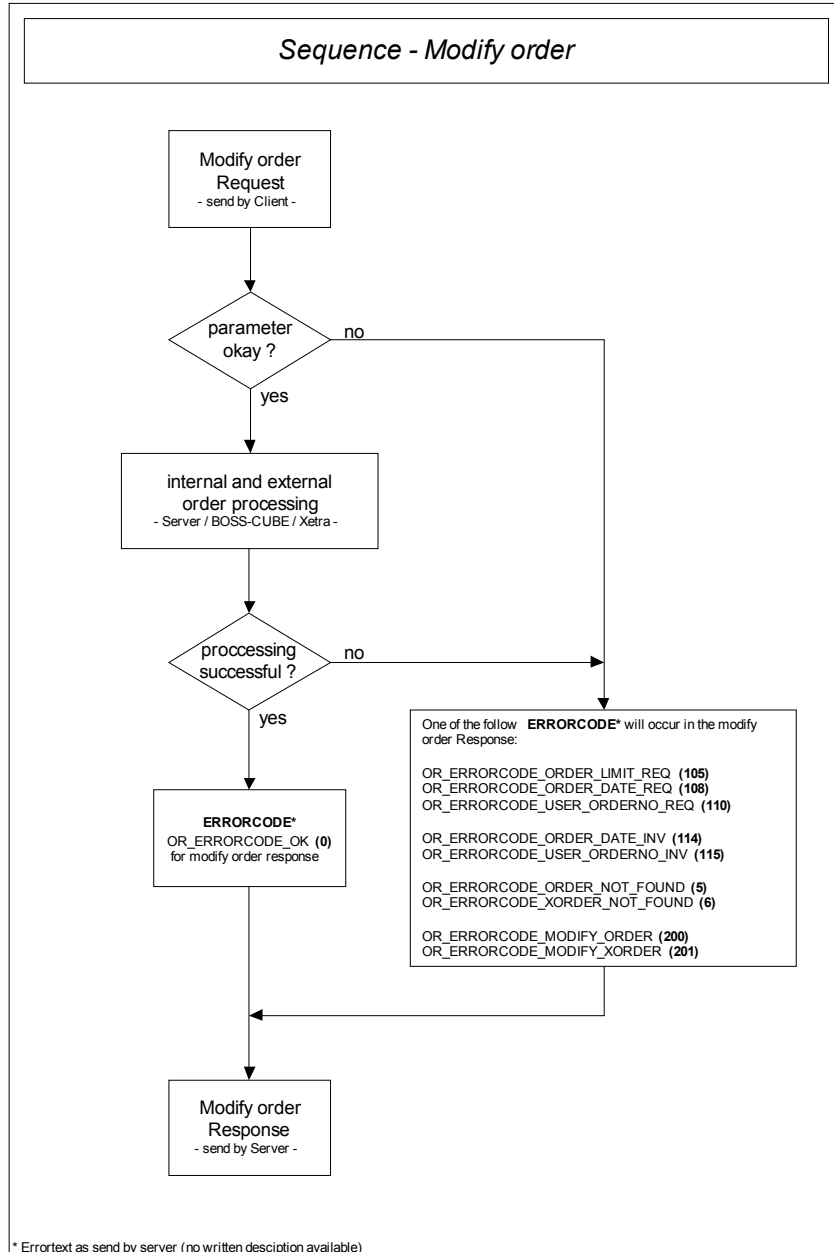 Sequence - Modify order
Modify order
Request
- send by Client -
parameter
okay ?
no
yes
internal and external
order processing
- Server / BOSS-CUBE / Xetra -
proccessing
successful ?
no
yes
ERRORCODE*
OR_ERRORCODE_OK (0)
for modify order response
One of the follow ERRORCODE* will occur in the modify
order Response:
OR_ERRORCODE_ORDER_LIMIT_REQ (105)
OR_ERRORCODE_ORDER_DATE_REQ (108)
OR_ERRORCODE_USER_ORDERNO_REQ (110)
OR_ERRORCODE_ORDER_DATE_INV (114)
OR_ERRORCODE_USER_ORDERNO_INV (115)
OR_ERRORCODE_ORDER_NOT_FOUND (5)
OR_ERRORCODE_XORDER_NOT_FOUND (6)
OR_ERRORCODE_MODIFY_ORDER (200)
OR_ERRORCODE_MODIFY_XORDER (201)
Modify order
Response
- send by Server -
* Errortext as send by server (no written desciption available)